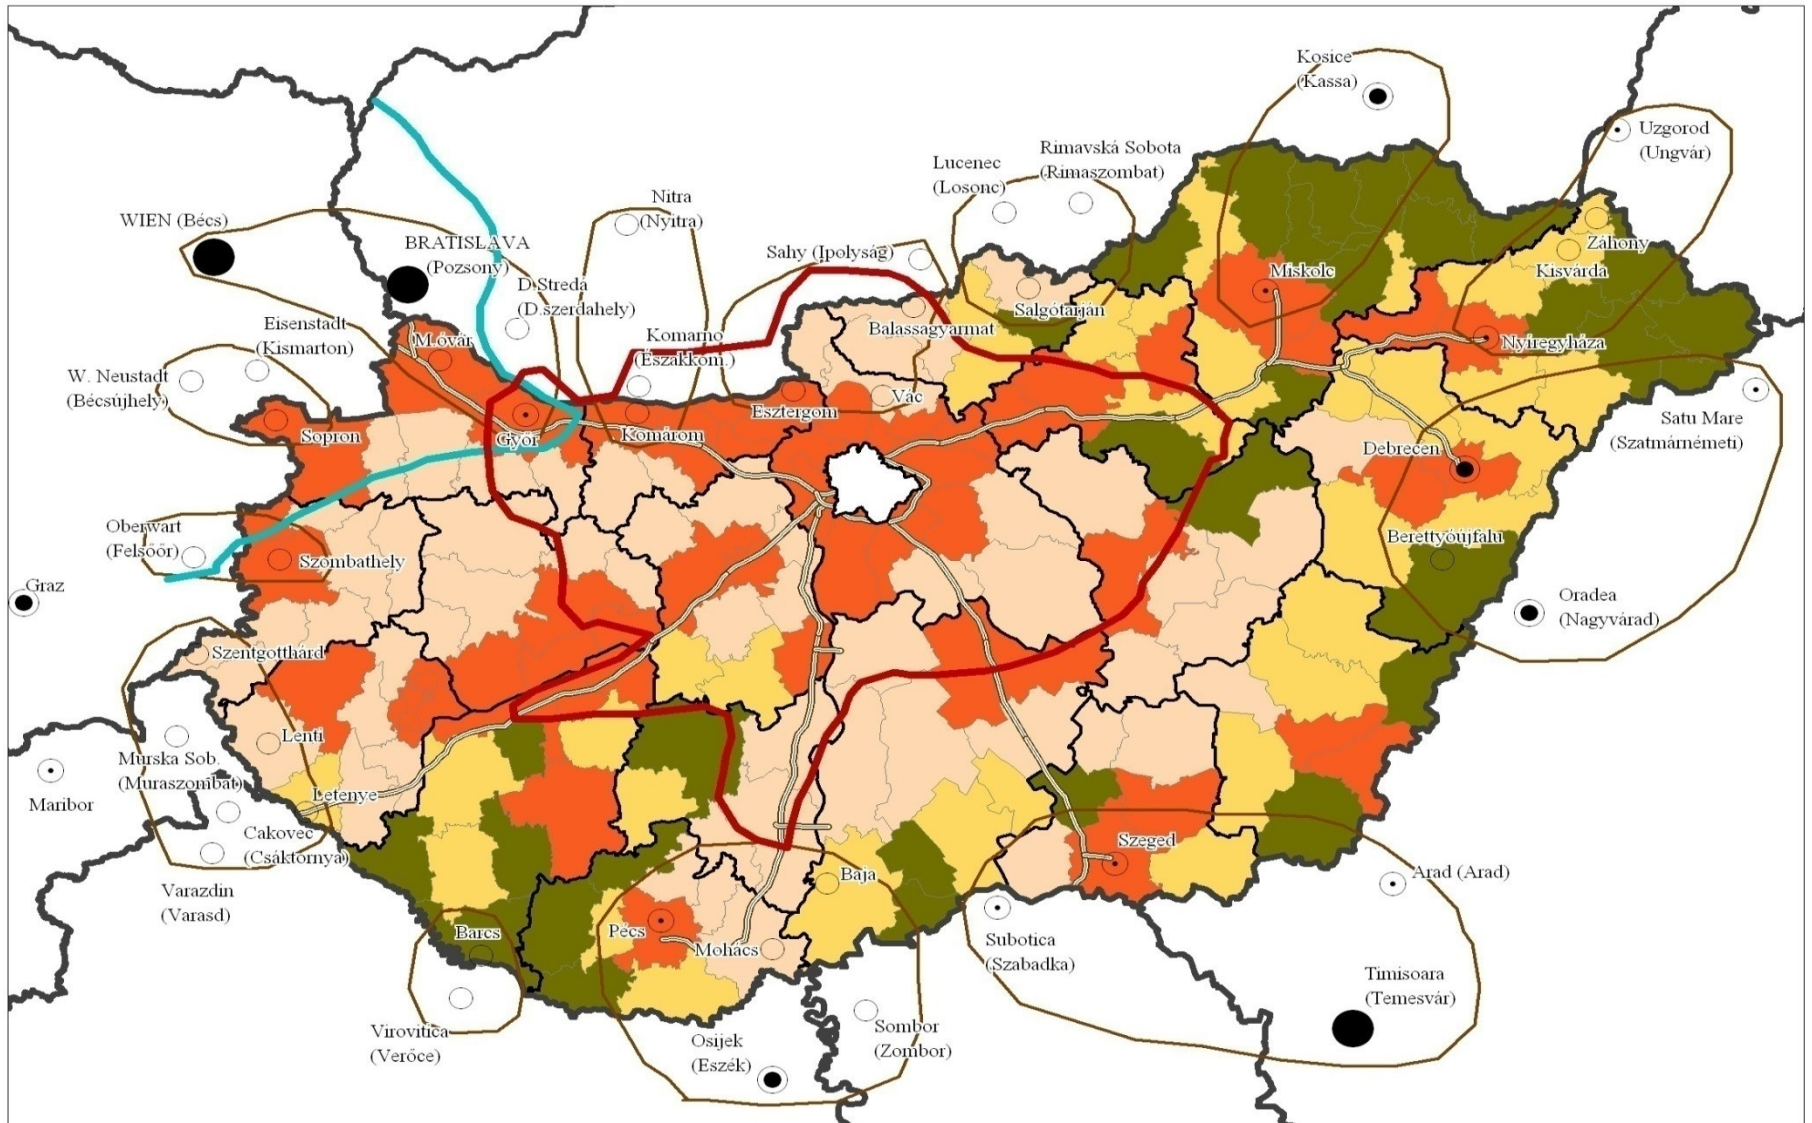 Kosice
(Kassa)
Uzgorod
(Ungvár)
Rimavská Sobota
(Rimaszombat)
Lucenec
(Losonc)
Nitra
(Nyitra)
WIEN (Bécs)
BRATISLAVA
(Pozsony)
Sahy (Ipolyság)
Záhony
Kisvárda
Miskolc
D.Streda
(D.szerdahely)
Salgótarján
Balassagyarmat
Eisenstadt
(Kismarton)
M.óvár
Komarno
(Északkom.)
Nyíregyháza
W. Neustadt
(Bécsújhely)
Vác
Esztergom
Satu Mare
(Szatmárnémeti)
Sopron
Győr
Komárom
Debrecen
Oberwart
(Felsőőr)
Berettyóújfalu
Szombathely
Graz
Oradea
(Nagyvárad)
Szentgotthárd
Lenti
Murska Sob.
(Muraszombat)
Maribor
Letenye
Cakovec
(Csáktornya)
Szeged
Varazdin
(Varasd)
Baja
Arad (Arad)
Barcs
Pécs
Mohács
Subotica
(Szabadka)
Timisoara
(Temesvár)
Virovitica
(Verőce)
Sombor
(Zombor)
Osijek
(Eszék)